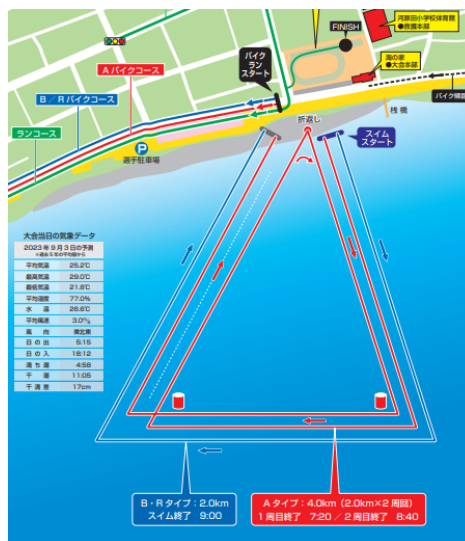 河原田小学校体育館
●救護本部
FINISH
海の家
●大会本部
バイク
ラン
スタート
Aバイクコース
B/Rバイクコース
ランコース
桟橋
折返し
スイム
スタート
P
選手駐車場
大会当日の気象データ
2023年9月3日の予測
※過去5年の平均値から
平均気温 25.2℃
最高気温 29.0℃
最低気温 21.8℃
平均湿度 77.0%
水温 26.6℃
平均風速 3.0m/s
風向 東北東
日の出 5:15
日の入 18:12
満ち潮 4:58
干潮 11:05
干満差 17cm
B・Rタイプ:2.0km
スイム終了 9:00
Aタイプ:4.0km(2.0km×2周回)
1周目終了 7:20/2周目終了 8:40